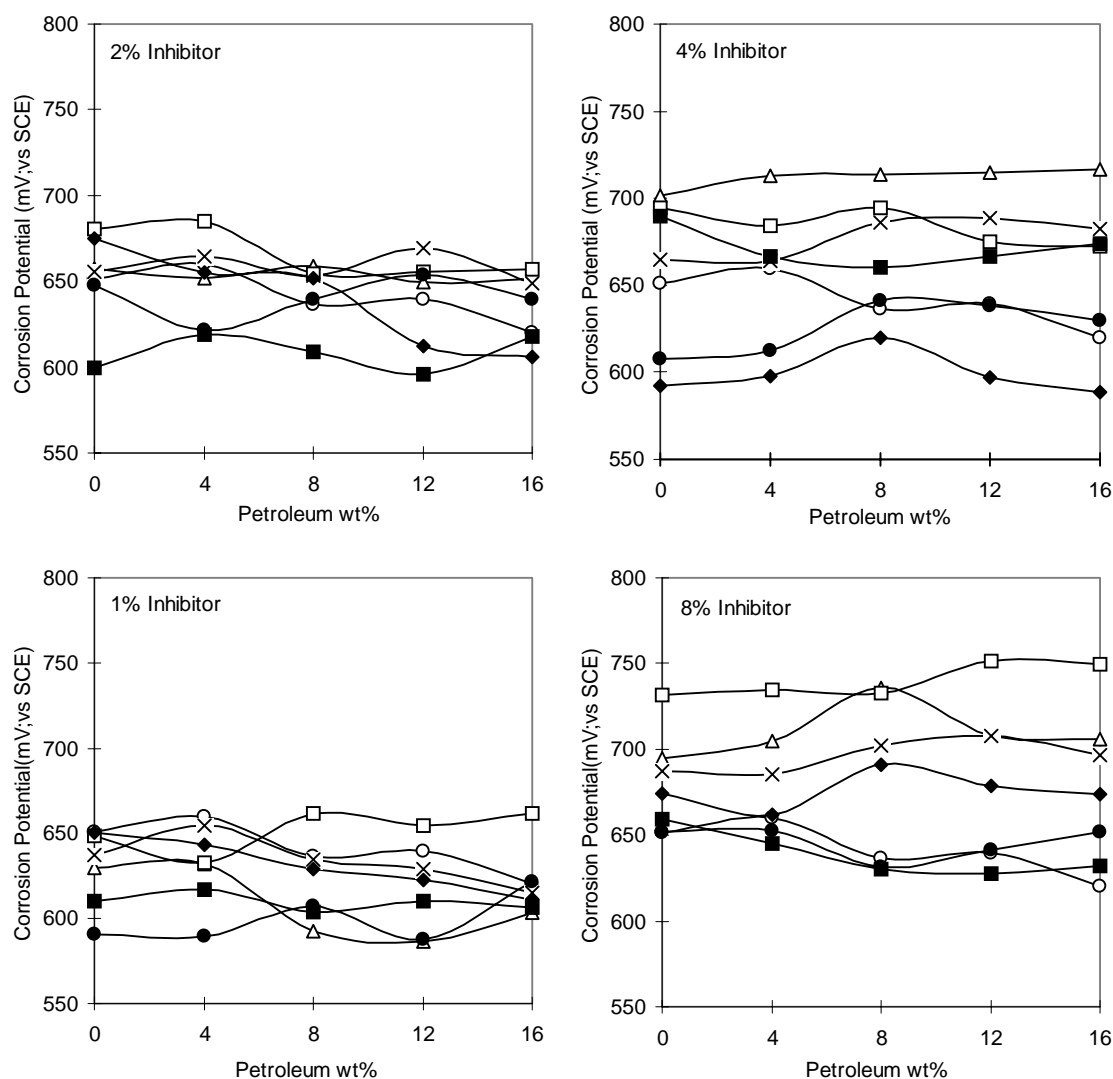 2% Inhibitor
Corrosion Potential (mV;vs SCE)
800
750
700
650
600
550
0 4 8 12 16
Petroleum wt%
4% Inhibitor
Corrosion Potential (mV;vs SCE)
800
750
700
650
600
550
0 4 8 12 16
Petroleum wt%
1% Inhibitor
Corrosion Potential(mV;vs SCE)
800
750
700
650
600
550
0 4 8 12 16
Petroleum wt%
8% Inhibitor
Corrosion Potential (mV;vs SCE)
800
750
700
650
600
550
0 4 8 12 16
Petroleum wt%